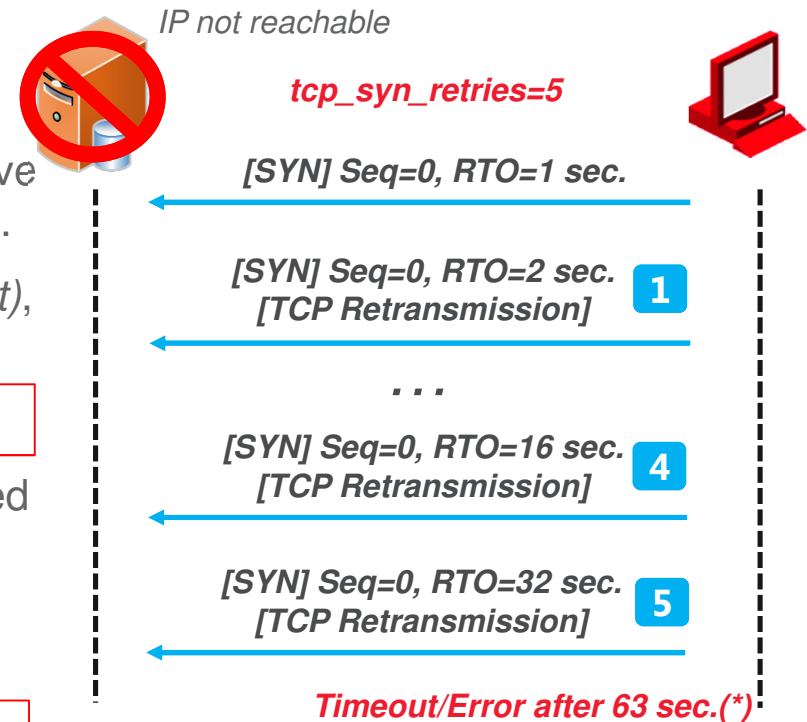 IP not reachable
tcp_syn_retries=5
ve
.
t),
ed
[SYN] Seq=0, RTO=1 sec.
[SYN] Seq=0, RTO=2 sec.
[TCP Retransmission]
1
. . .
[SYN] Seq=0, RTO=16 sec.
[TCP Retransmission]
4
[SYN] Seq=0, RTO=32 sec.
[TCP Retransmission]
5
Timeout/Error after 63 sec.(*)